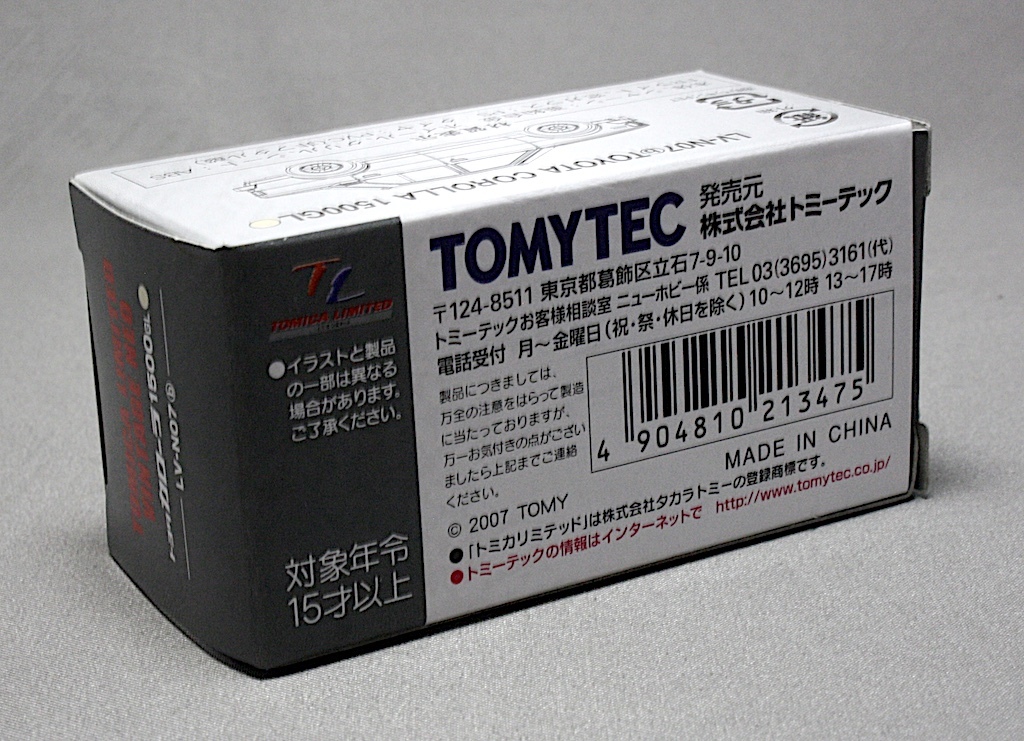 LV-N07@TOYOTA COROLLA 1500GL
TOMYTEC
発売元
株式会社トミーテック
〒124-8511 東京都葛飾区立石7-9-10
トミーテックお客様相談室 ニューホビー係 TEL 03(3695)3161(代)
電話受付 月〜金曜日(祝・祭・休日を除く)10〜12時 13〜17時
製品につきましては、
万全の注意をはらって製造
に当たっておりますが、
万一お気付きの点がござい
ましたら上記までご連絡
ください。
4 904810 213475
MADE IN CHINA
© 2007 TOMY
●「トミカリミテッド」は株式会社タカラトミーの登録商標です。
●トミーテックの情報はインターネットで http://www.tomytec.co.jp/
TL
TOMICA LIMITED
●イラストと製品
の一部は異なる
場合があります。
ご了承ください。
対象年令
15才以上